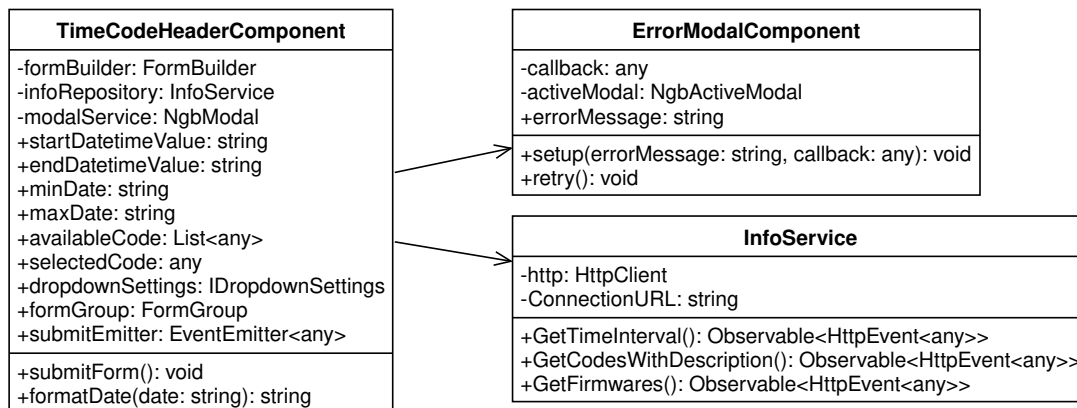 TimeCodeHeaderComponent
-formBuilder: FormBuilder
-infoRepository: InfoService
-modalService: NgbModal
+startDatetimeValue: string
+endDatetimeValue: string
+minDate: string
+maxDate: string
+availableCode: List<any>
+selectedCode: any
+dropdownSettings: IDropdownSettings
+formGroup: FormGroup
+submitEmitter: EventEmitter<any>
+submitForm(): void
+formatDate(date: string): string
ErrorModalComponent
-callback: any
-activeModal: NgbActiveModal
+errorMessage: string
+setup(errorMessage: string, callback: any): void
+retry(): void
InfoService
-http: HttpClient
-ConnectionURL: string
+GetTimeInterval(): Observable<HttpEvent<any>>
+GetCodesWithDescription(): Observable<HttpEvent<any>>
+GetFirmwares(): Observable<HttpEvent<any>>